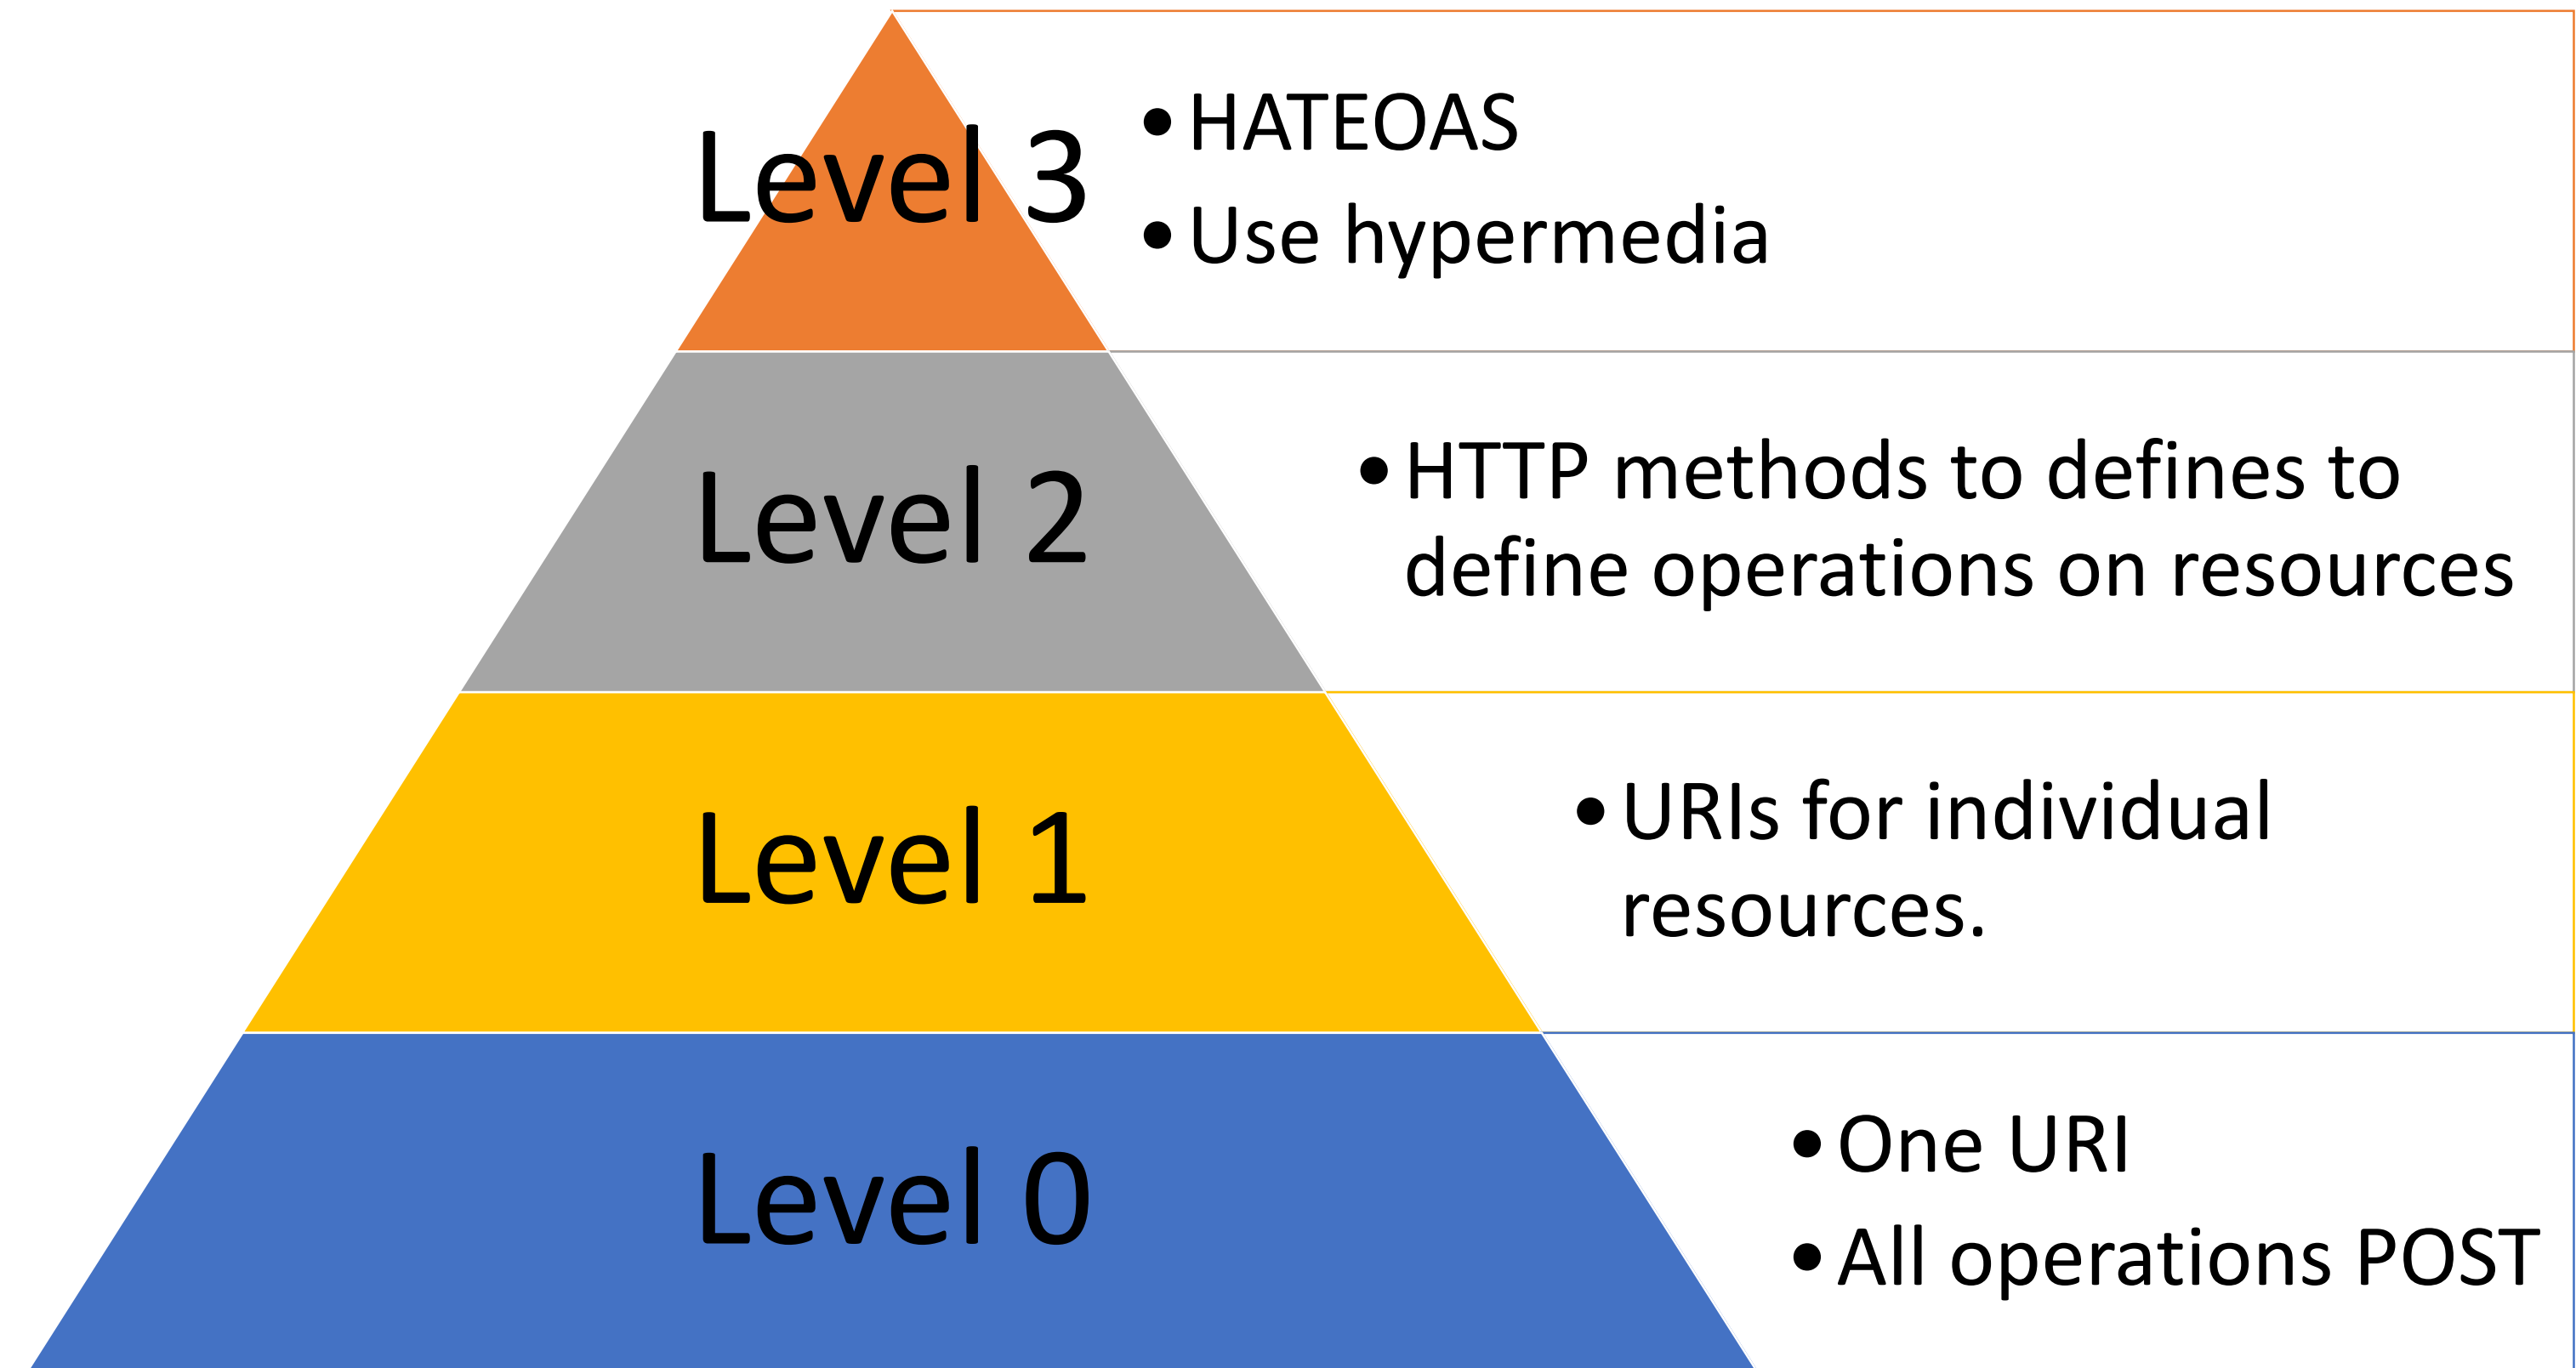 Level 3
• HATEOAS
• Use hypermedia
Level 2
• HTTP methods to defines to
define operations on resources
Level 1
• URIs for individual
resources.
Level 0
• One URI
• All operations POST